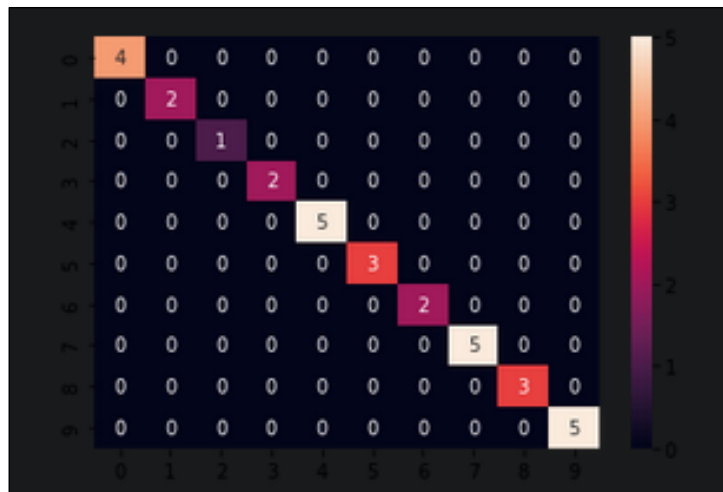 5
0 4 0 0 0 0 0 0 0 0 0
1 0 2 0 0 0 0 0 0 0 0
4
2 0 0 1 0 0 0 0 0 0 0
3 0 0 0 2 0 0 0 0 0 0
3
4 0 0 0 0 5 0 0 0 0 0
5 0 0 0 0 0 3 0 0 0 0
2
6 0 0 0 0 0 0 2 0 0 0
7 0 0 0 0 0 0 0 5 0 0
1
8 0 0 0 0 0 0 0 0 3 0
9 0 0 0 0 0 0 0 0 0 5
0
0 1 2 3 4 5 6 7 8 9